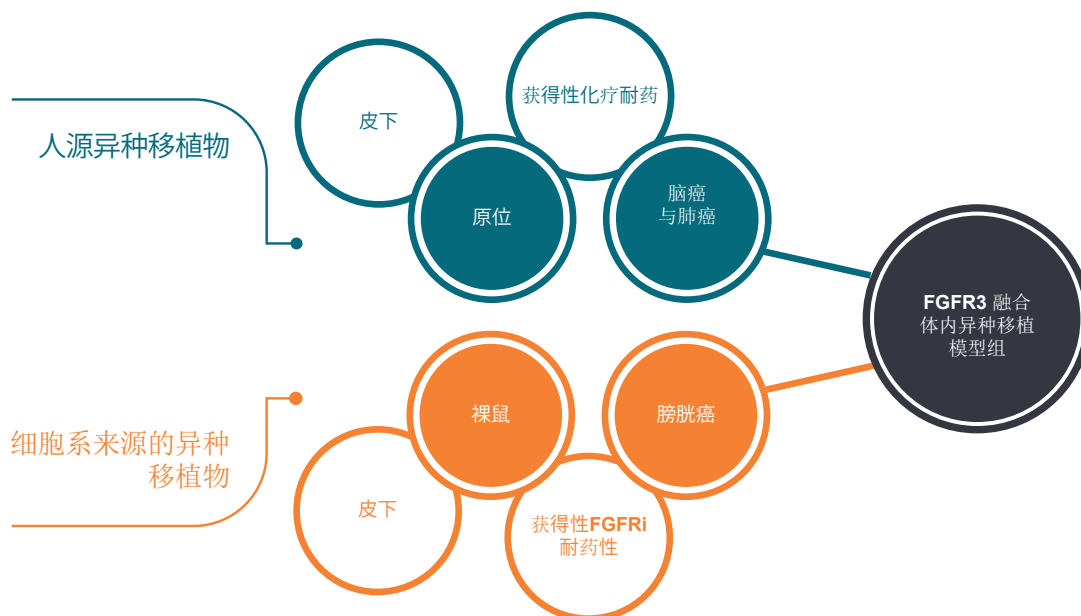 人源异种移植物
皮下
获得性化疗耐药
原位
脑癌
与肺癌
FGFR3 融合
体内异种移植
模型组
细胞系来源的异种
移植物
裸鼠
膀胱癌
皮下
获得性FGFRi
耐药性